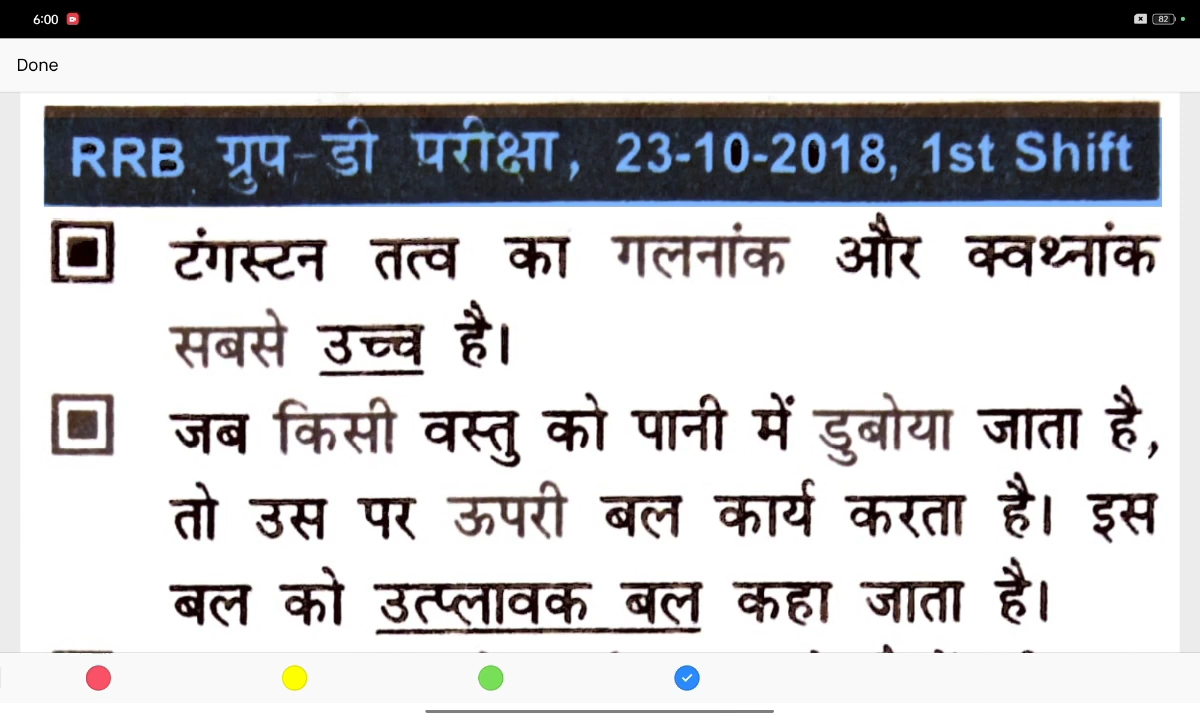 6:00
82
Done
RRB ग्रुप-डी परीक्षा, 23-10-2018, 1st Shift
टंगस्टन तत्व का गलनांक और क्वथ्नांक
सबसे उच्च है।
जब किसी वस्तु को पानी में डुबोया जाता है,
तो उस पर ऊपरी बल कार्य करता है। इस
बल को उत्प्लावक बल कहा जाता है।